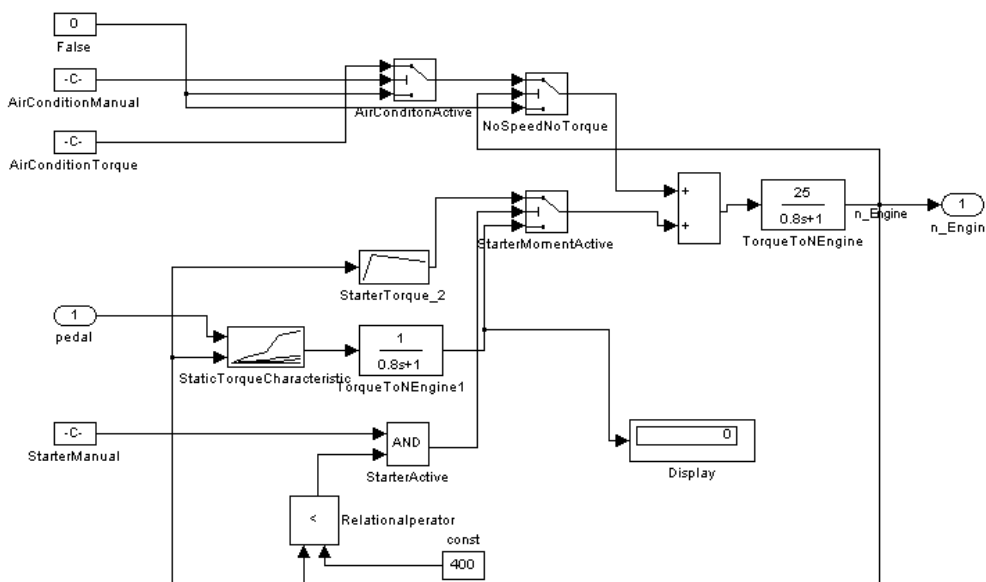 0
False
-C-
AirConditionManual
AirConditonActive
NoSpeedNoTorque
-C-
AirConditionTorque
+
+
25
0.8s+1
TorqueToNEngine
n_Engine
1
n_Engin
StarterMomentActive
StarterTorque_2
1
pedal
StaticTorqueCharacteristic
1
0.8s+1
TorqueToNEngine1
-C-
StarterManual
AND
StarterActive
0
Display
<
Relationalperator
const
400